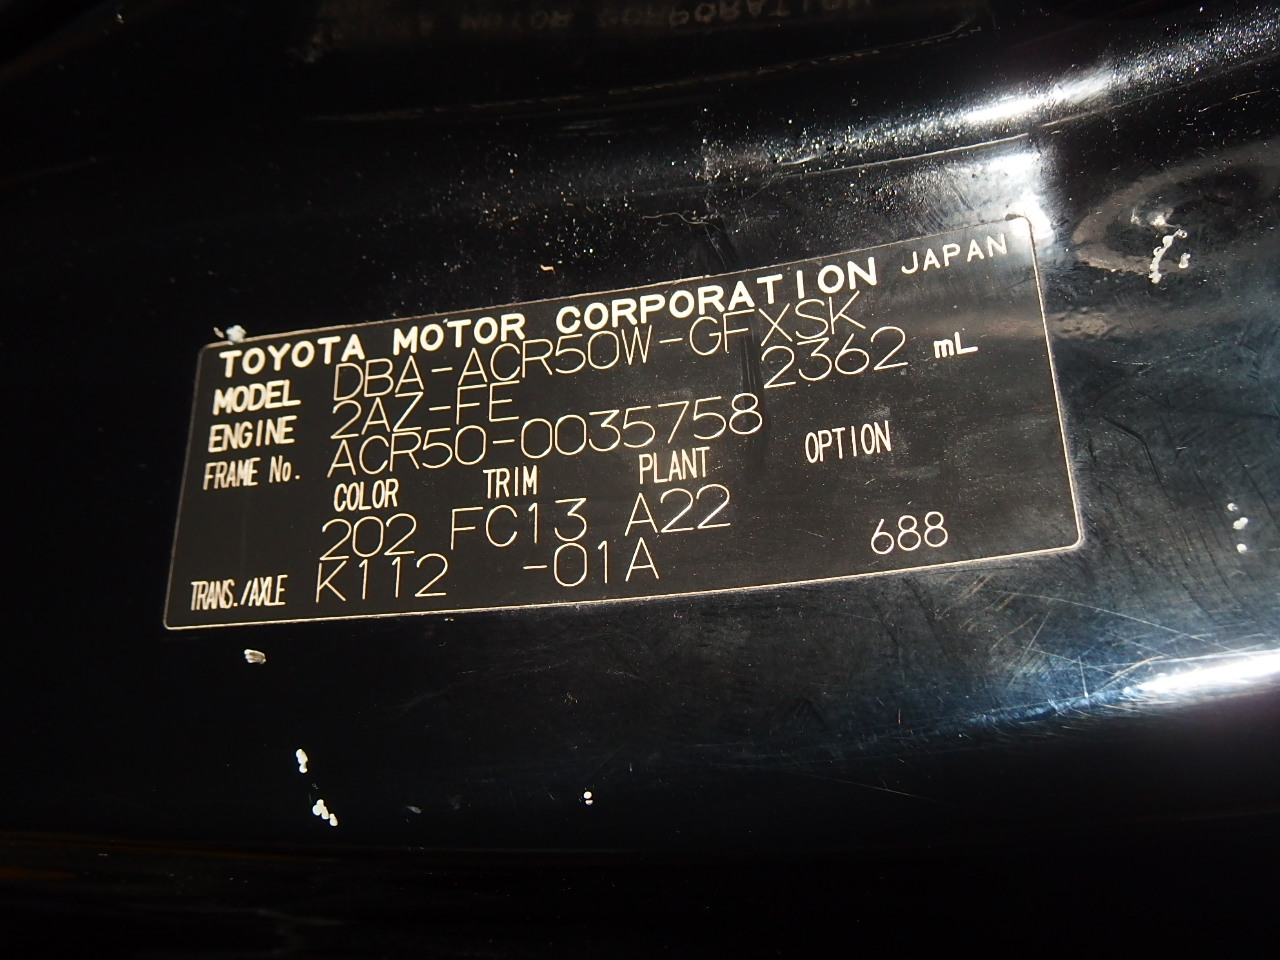 TOYOTA MOTOR CORPORATION JAPAN
MODEL DBA-ACR50W-GFXSK
ENGINE 2AZ-FE 2362 mL
FRAME No. ACR50-0035758
COLOR TRIM PLANT OPTION
202 FC13 A22
TRANS./AXLE K112 -01A 688